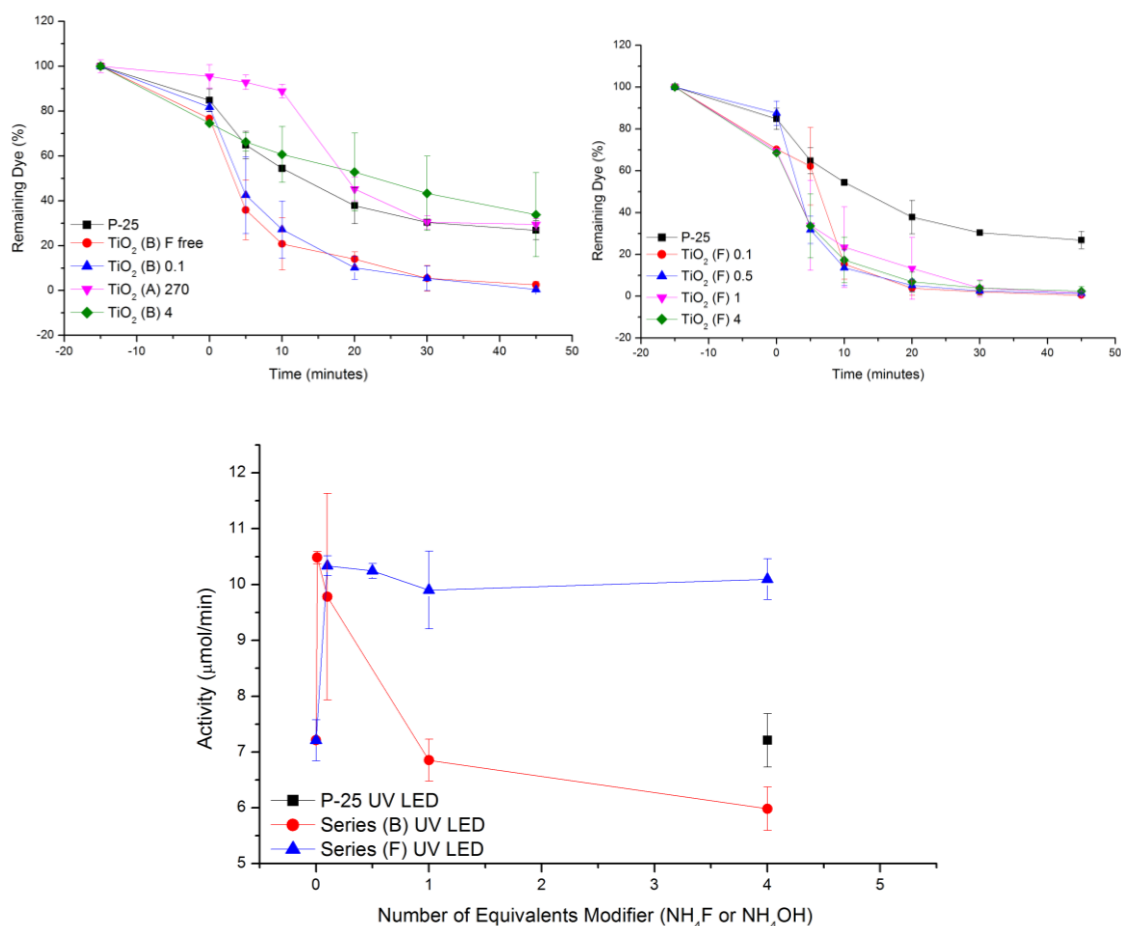 120
100
80
60
40
20
0
-20
Remaining Dye (%)
P-25
TiO₂ (B) F free
TiO₂ (B) 0.1
TiO₂ (A) 270
TiO₂ (B) 4
-20 -10 0 10 20 30 40 50
Time (minutes)
120
100
80
60
40
20
0
-20
Remaining Dye (%)
P-25
TiO₂ (F) 0.1
TiO₂ (F) 0.5
TiO₂ (F) 1
TiO₂ (F) 4
-20 -10 0 10 20 30 40 50
Time (minutes)
12
11
10
9
8
7
6
5
Activity (μmol/min)
P-25 UV LED
Series (B) UV LED
Series (F) UV LED
0 1 2 3 4 5
Number of Equivalents Modifier (NH₄F or NH₄OH)